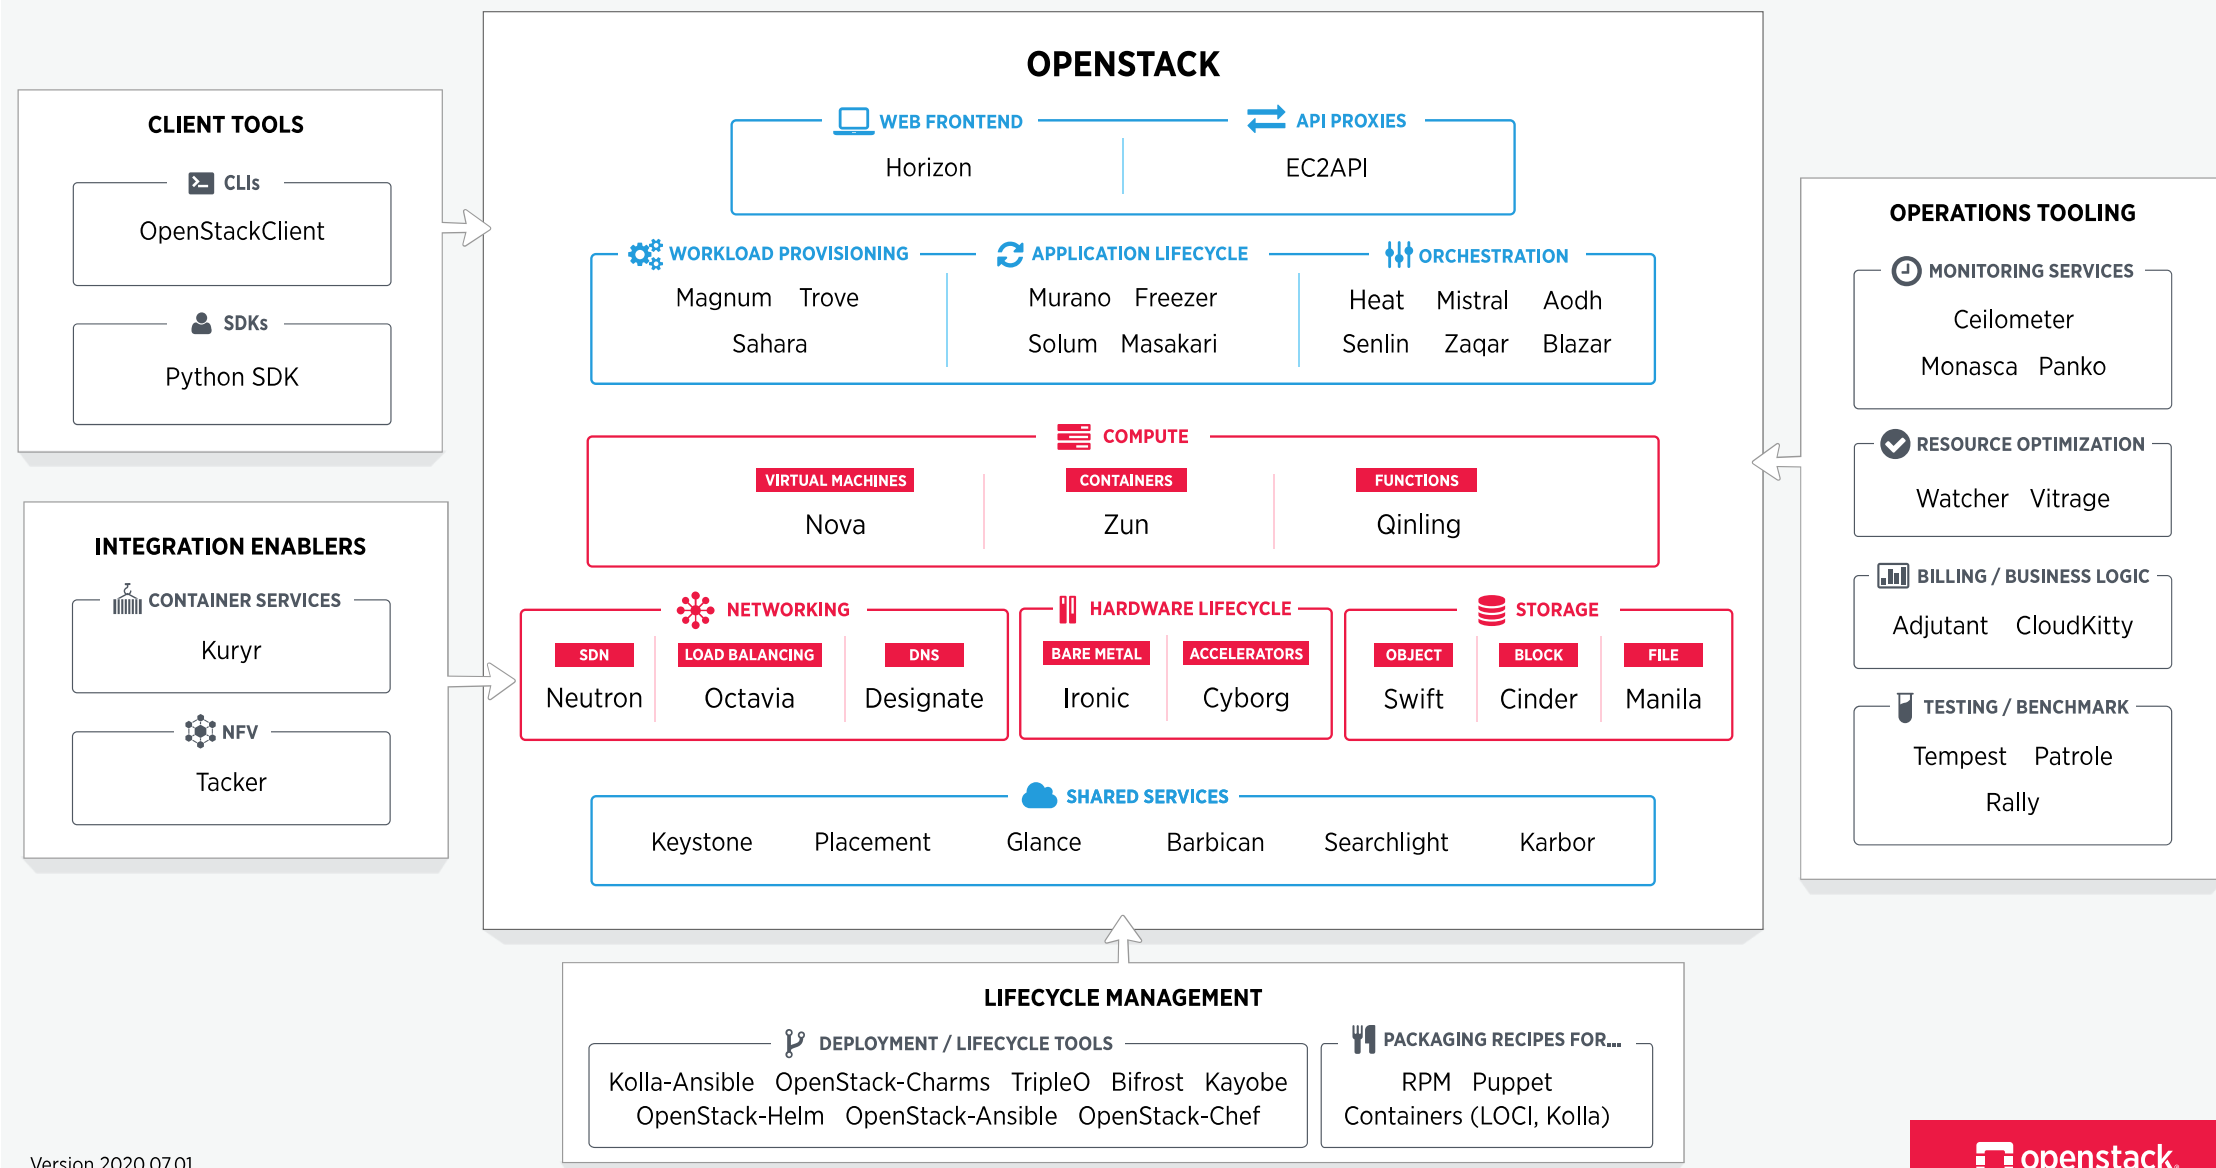 OPENSTACK
WEB FRONTEND
API PROXIES
Horizon
EC2API
WORKLOAD PROVISIONING
APPLICATION LIFECYCLE
ORCHESTRATION
Magnum Trove
Sahara
Murano Freezer
Solum Masakari
Heat Mistral Aodh
Senlin Zaqar Blazar
COMPUTE
VIRTUAL MACHINES
CONTAINERS
FUNCTIONS
Nova
Zun
Qinling
NETWORKING
SDN
LOAD BALANCING
DNS
Neutron
Octavia
Designate
HARDWARE LIFECYCLE
BARE METAL
ACCELERATORS
Ironic
Cyborg
STORAGE
OBJECT
BLOCK
FILE
Swift
Cinder
Manila
SHARED SERVICES
Keystone Placement Glance Barbican Searchlight Karbor
CLIENT TOOLS
CLIs
OpenStackClient
SDKs
Python SDK
INTEGRATION ENABLERS
CONTAINER SERVICES
Kuryr
NFV
Tacker
OPERATIONS TOOLING
MONITORING SERVICES
Ceilometer
Monasca Panko
RESOURCE OPTIMIZATION
Watcher Vitrage
BILLING / BUSINESS LOGIC
Adjutant CloudKitty
TESTING / BENCHMARK
Tempest Patrole
Rally
LIFECYCLE MANAGEMENT
DEPLOYMENT / LIFECYCLE TOOLS
Kolla-Ansible OpenStack-Charms TripleO Bifrost Kayobe
OpenStack-Helm OpenStack-Ansible OpenStack-Chef
PACKAGING RECIPES FOR...
RPM Puppet
Containers (LOCI, Kolla)
Version 2020.07.01
openstack.